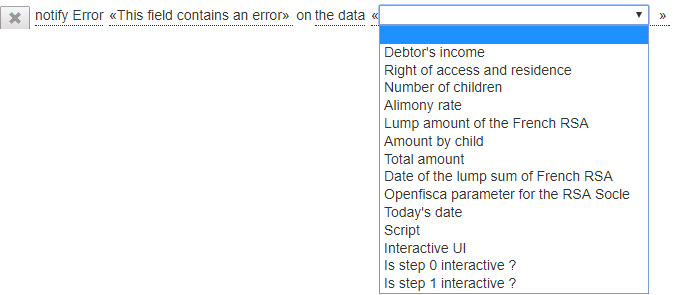 notify Error «This field contains an error» on the data « »
Debtor's income
Right of access and residence
Number of children
Alimony rate
Lump amount of the French RSA
Amount by child
Total amount
Date of the lump sum of French RSA
Openfisca parameter for the RSA Socle
Today's date
Script
Interactive UI
Is step 0 interactive ?
Is step 1 interactive ?